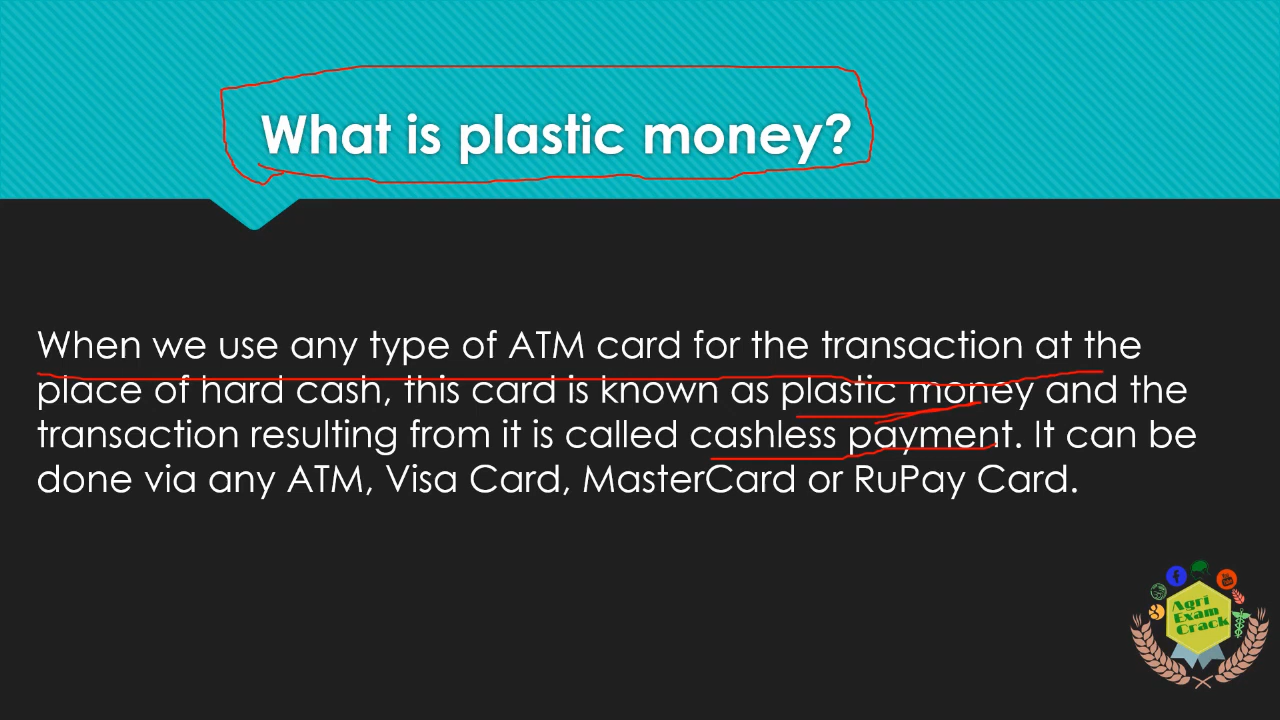 What is plastic money?
When we use any type of ATM card for the transaction at the
place of hard cash, this card is known as plastic money and the
transaction resulting from it is called cashless payment. It can be
done via any ATM, Visa Card, MasterCard or RuPay Card.
Agri
Exam
Crack